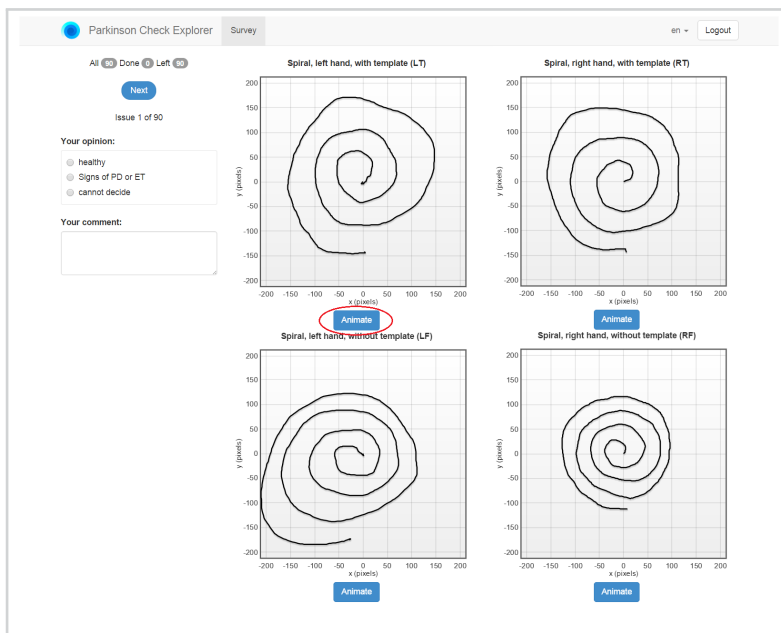 Parkinson Check Explorer Survey en Logout
All 90 Done 0 Left 90
Next
Issue 1 of 90
Your opinion:
healthy
Signs of PD or ET
cannot decide
Your comment:
Spiral, left hand, with template (LT)
200
150
100
50
0
-50
-100
-150
-200
y (pixels)
-200 -150 -100 -50 0 50 100 150 200
x (pixels)
Animate
Spiral, right hand, with template (RT)
200
150
100
50
0
-50
-100
-150
-200
y (pixels)
-200 -150 -100 -50 0 50 100 150 200
x (pixels)
Animate
Spiral, left hand, without template (LF)
200
150
100
50
0
-50
-100
-150
-200
y (pixels)
-200 -150 -100 -50 0 50 100 150 200
x (pixels)
Animate
Spiral, right hand, without template (RF)
200
150
100
50
0
-50
-100
-150
-200
y (pixels)
-200 -150 -100 -50 0 50 100 150 200
x (pixels)
Animate